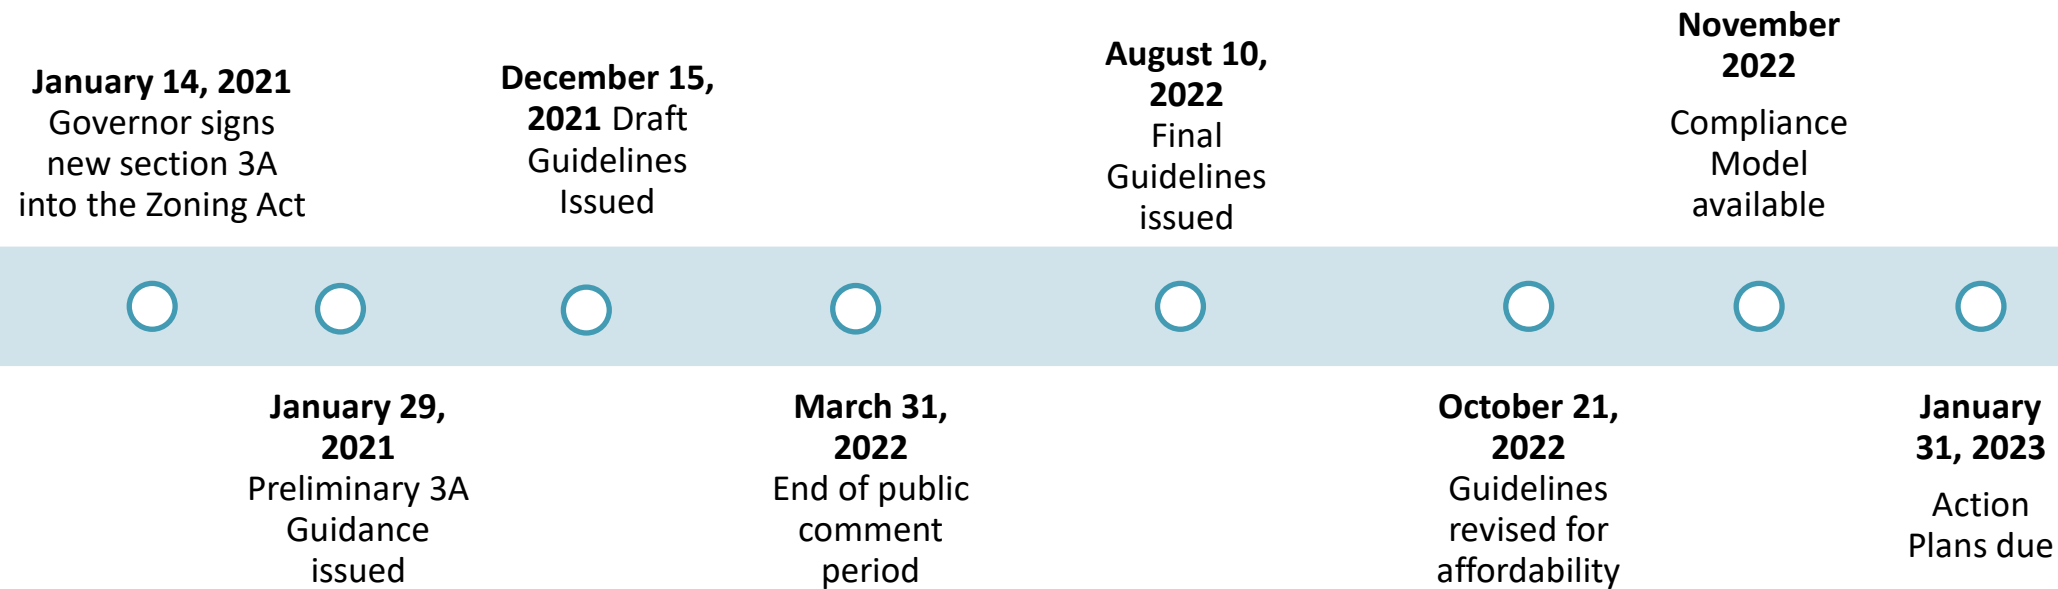 January 14, 2021
Governor signs
new section 3A
into the Zoning Act
January 29,
2021
Preliminary 3A
Guidance
issued
December 15,
2021 Draft
Guidelines
Issued
March 31,
2022
End of public
comment
period
August 10,
2022
Final
Guidelines
issued
October 21,
2022
Guidelines
revised for
affordability
November
2022
Compliance
Model
available
January
31, 2023
Action
Plans due